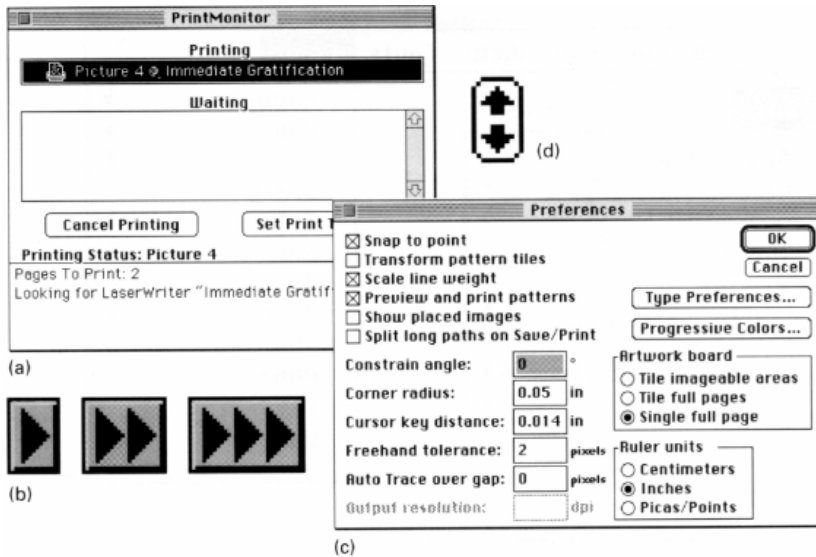 PrintMonitor
Printing
Picture 4 @ Immediate Gratification
Waiting
Cancel Printing
Set Print T
Printing Status: Picture 4
Pages To Print: 2
Looking for LaserWriter "Immediate Gratif
(a)
(b)
(d)
Preferences
Snap to point
Transform pattern tiles
Scale line weight
Preview and print patterns
Show placed images
Split long paths on Save/Print
Constrain angle: 0 °
Corner radius: 0.05 in
Cursor key distance: 0.014 in
Freehand tolerance: 2 pixels
Auto Trace over gap: 0 pixels
Output resolution: dpi
OK
Cancel
Type Preferences...
Progressive Colors...
Artwork board
Tile imageable areas
Tile full pages
Single full page
Ruler units
Centimeters
Inches
Picas/Points
(c)